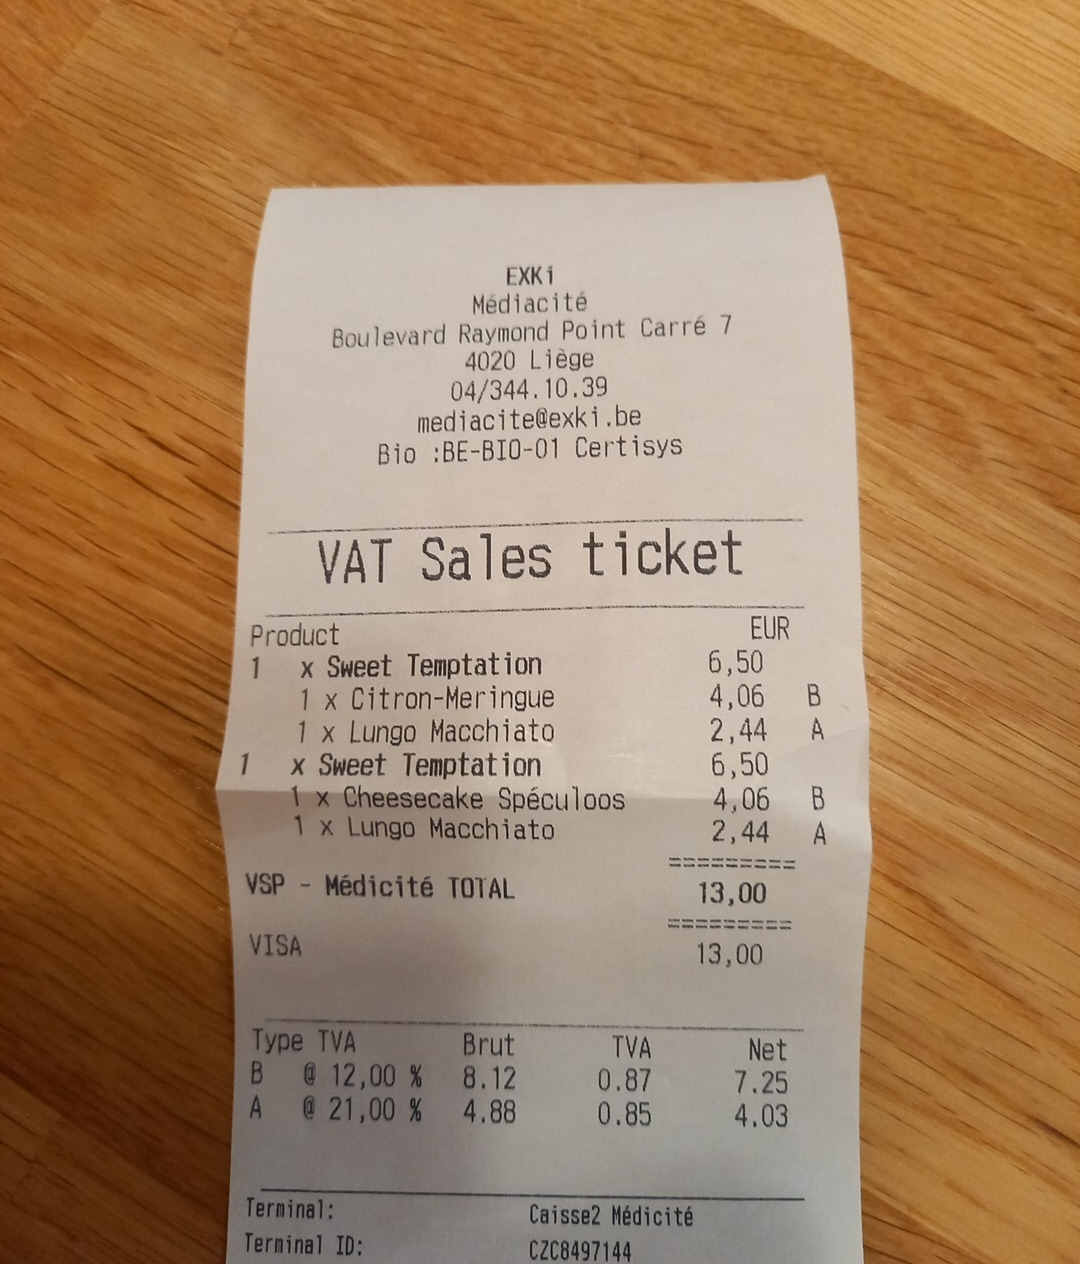 EXKi
Médiacité
Boulevard Raymond Point Carré 7
4020 Liège
04/344.10.39
mediacite@exki.be
Bio :BE-BIO-01 Certisys
VAT Sales ticket
Product EUR
1 x Sweet Temptation 6,50
1 x Citron-Meringue 4,06 B
1 x Lungo Macchiato 2,44 A
1 x Sweet Temptation 6,50
1 x Cheesecake Spéculoos 4,06 B
1 x Lungo Macchiato 2,44 A
=========
VSP - Médicité TOTAL 13,00
=========
VISA 13,00
Type TVA Brut TVA Net
B @ 12,00 % 8.12 0.87 7.25
A @ 21,00 % 4.88 0.85 4.03
Terminal: Caisse2 Médicité
Terminal ID: CZC8497144